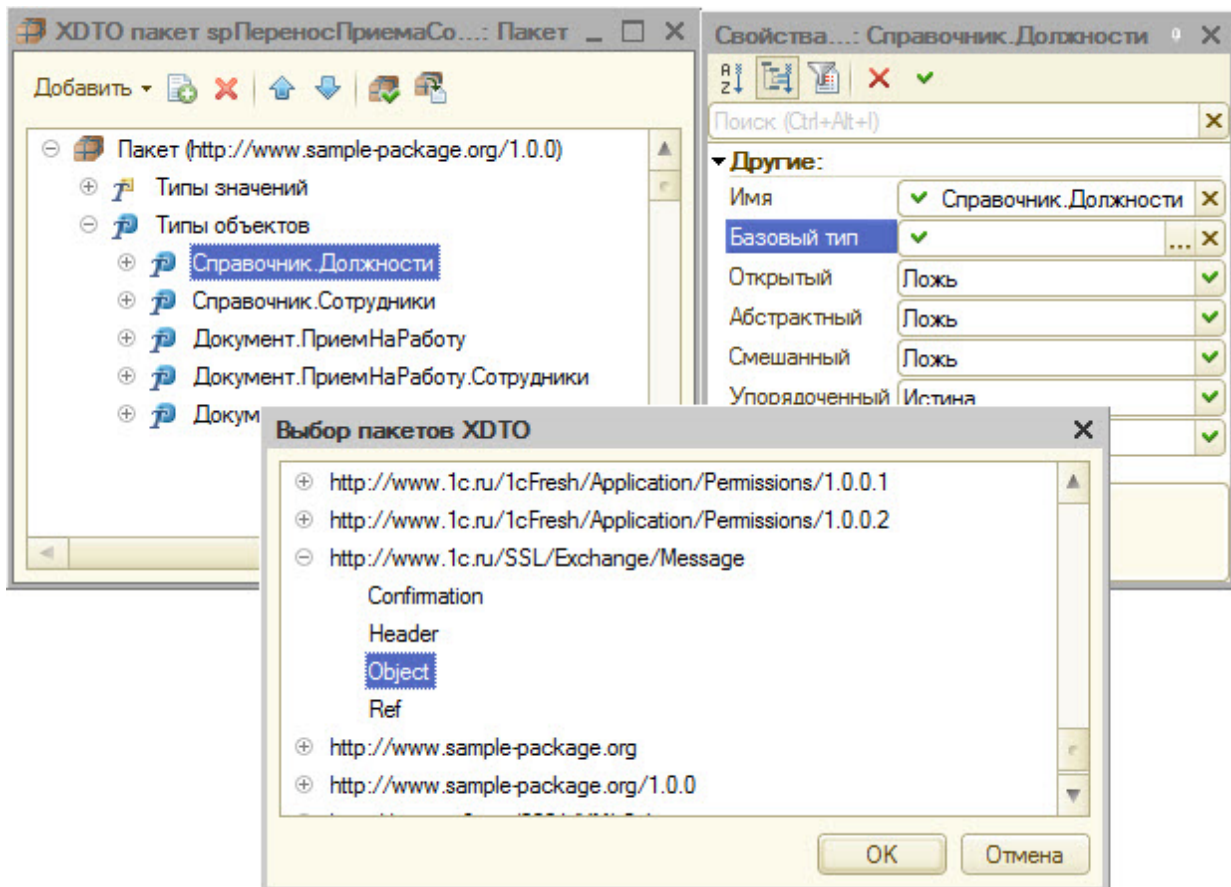 XDTO пакет spПереносПриемаСо...: Пакет
Добавить
Пакет (http://www.sample-package.org/1.0.0)
Типы значений
Типы объектов
Справочник.Должности
Справочник.Сотрудники
Документ.ПриемНаРаботу
Документ.ПриемНаРаботу.Сотрудники
Докум
Свойства...: Справочник.Должности
Поиск (Ctrl+Alt+I)
Другие:
Имя Справочник.Должности
Базовый тип ...
Открытый Ложь
Абстрактный Ложь
Смешанный Ложь
Упорядоченный Истина
Выбор пакетов XDTO
http://www.1c.ru/1cFresh/Application/Permissions/1.0.0.1
http://www.1c.ru/1cFresh/Application/Permissions/1.0.0.2
http://www.1c.ru/SSL/Exchange/Message
Confirmation
Header
Object
Ref
http://www.sample-package.org
http://www.sample-package.org/1.0.0
OK Отмена